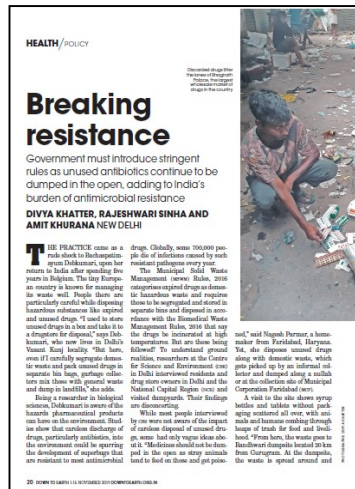 HEALTH/POLICY
Discarded drugs litter
the lanes of Bhagirath
Palace, the largest
wholesale market of
drugs in the country
Breaking
resistance
Government must introduce stringent
rules as unused antibiotics continue to be
dumped in the open, adding to India's
burden of antimicrobial resistance
DIVYA KHATTER, RAJESHWARI SINHA AND
AMIT KHURANA NEW DELHI
THE PRACTICE came as a
rude shock to Bachaspatim-
ayum Debkumari, upon her
return to India after spending five
years in Belgium. The tiny Europe-
an country is known for managing
its waste well. People there are
particularly careful while disposing
hazardous substances like expired
and unused drugs. "I used to store
unused drugs in a box and take it to
a drugstore for disposal," says Deb-
kumari, who now lives in Delhi's
Vasant Kunj locality. "But here,
even if I carefully segregate domes-
tic waste and pack unused drugs in
separate bins, garbage collec-
tors mix these with general waste
and dump in landfills," she adds.
Being a researcher in biological
sciences, Debkumari is aware of the
hazards pharmaceutical products
can have on the environment. Stud-
ies show that careless discharge of
drugs, particularly antibiotics, into
the environment could be spurring
the development of superbugs that
are resistant to most antimicrobial
drugs. Globally, some 700,000 peo-
ple die of infections caused by such
resistant pathogens every year.
The Municipal Solid Waste
Management (MSWM) Rules, 2016
categorises expired drugs as domes-
tic hazardous waste and requires
these to be segregated and stored in
separate bins and disposed in acco-
rdance with the Biomedical Waste
Management Rules, 2016 that say
the drugs be incinerated at high
temperatures. But are these being
followed? To understand ground
realities, researchers at the Centre
for Science and Environment (CSE)
in Delhi interviewed residents and
drug store owners in Delhi and the
National Capital Region (NCR) and
visited dumpyards. Their findings
are disconcerting.
While most people interviewed
by CSE were not aware of the impact
of careless disposal of unused dru-
gs, some had only vague ideas abo-
ut it. "Medicines should not be dum-
ped in the open as stray animals
tend to feed on these and get poiso-
ned," said Nagesh Parmar, a home-
maker from Faridabad, Haryana.
Yet, she disposes unused drugs
along with domestic waste, which
gets picked up by an informal col-
lector and dumped along a nullah
or at the collection site of Municipal
Corporation Faridabad (MCF).
A visit to the site shows syrup
bottles and tablets without pack-
aging scattered all over, with ani-
mals and humans combing through
heaps of trash for food and liveli-
hood. "From here, the waste goes to
Bandhwari dumpsite located 20 km
from Gurugram. At the dumpsite,
the waste is spread around and
20 DOWN TO EARTH 1-15 NOVEMBER 2019 DOWNTOEARTH.ORG.IN